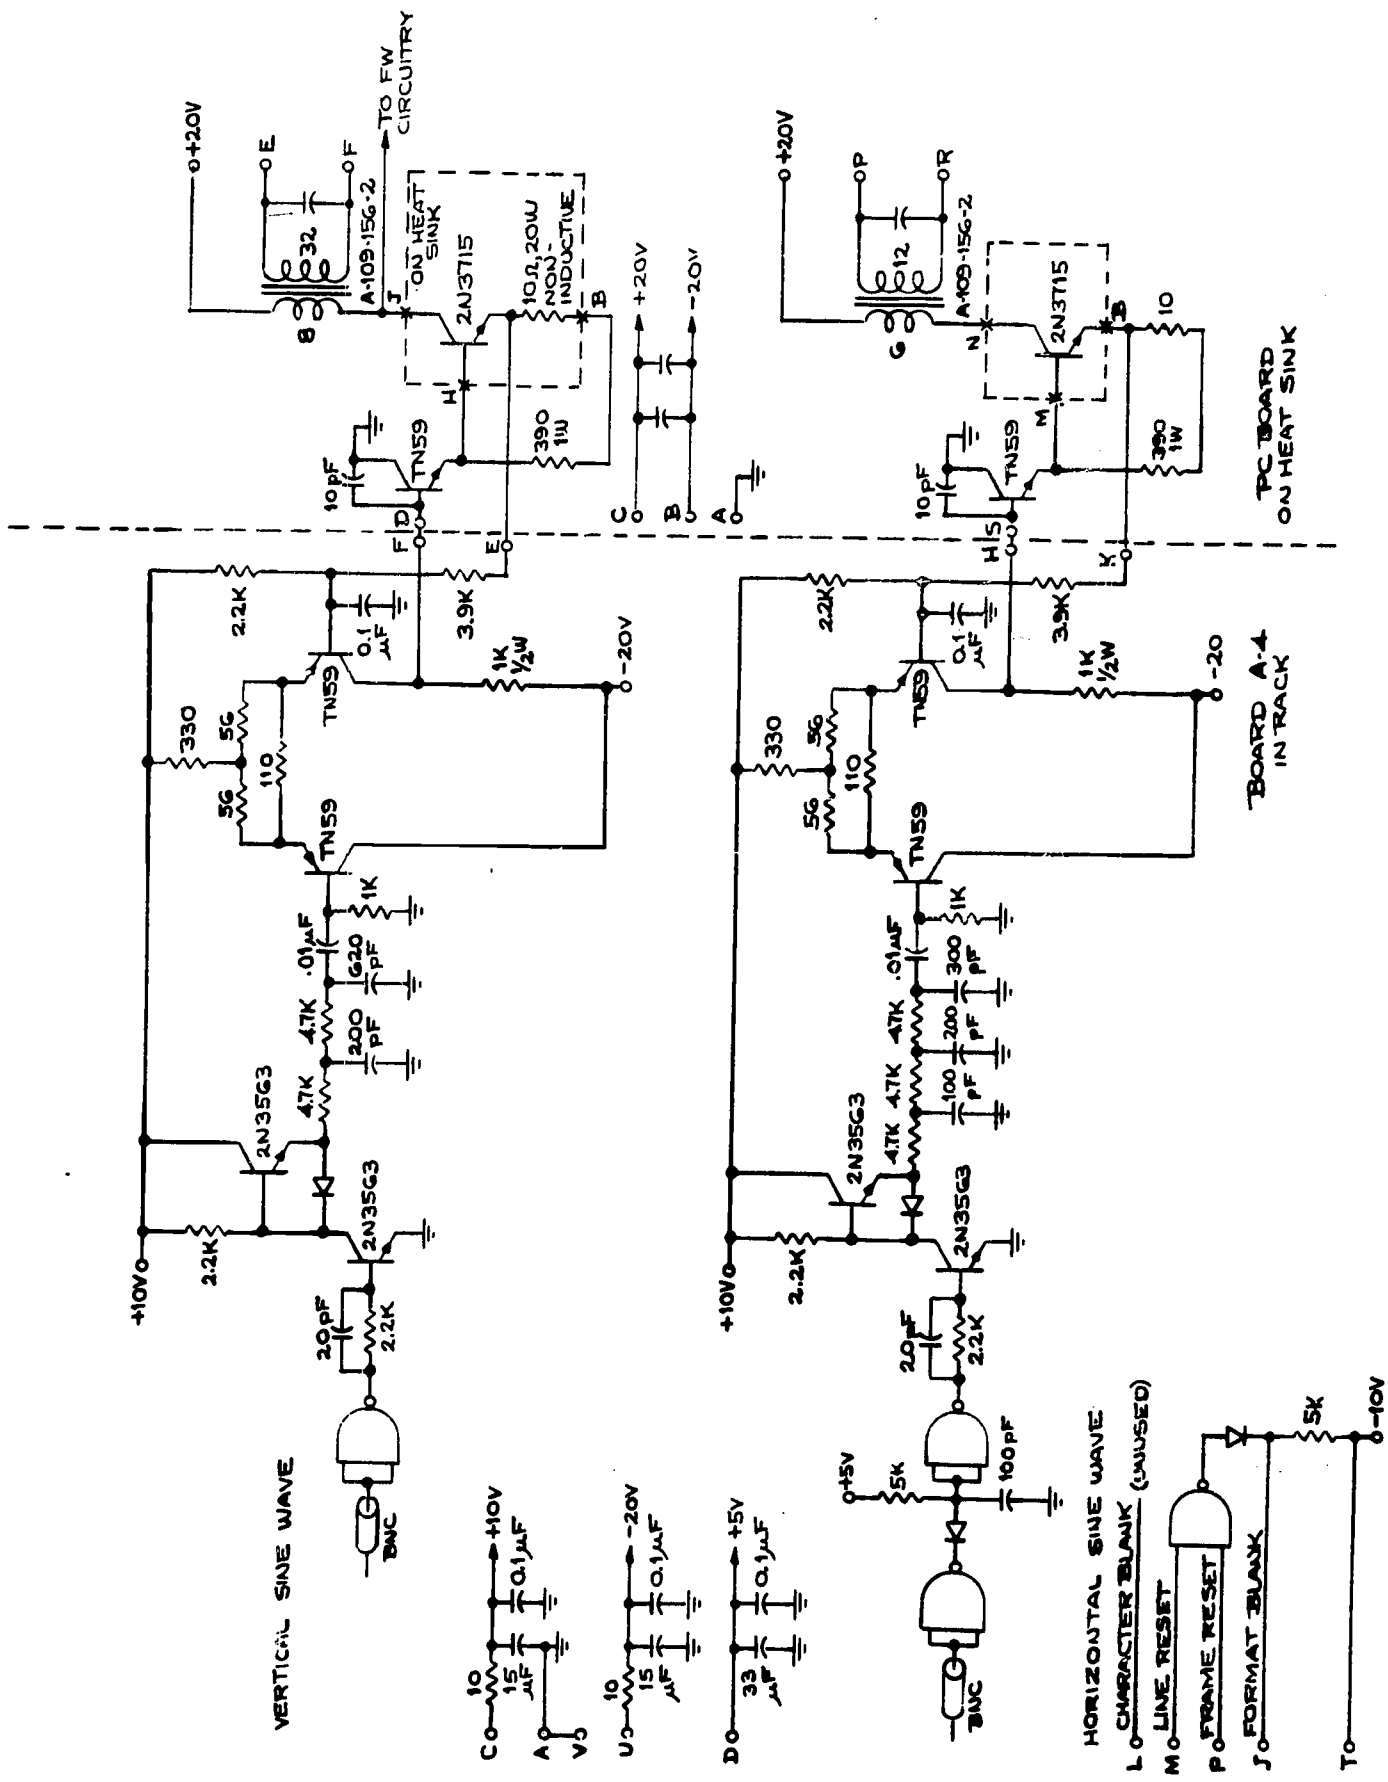 VERTICAL SINE WAVE
BNC
20pF
2.2K
+10V
2.2K
2N3563
2N3563
4.7K
200
pF
4.7K
620
pF
.01μF
1K
TN59
56
330
56
110
TN59
2.2K
0.1
μF
3.9K
1K
1/2W
-20V
F
D
E
10pF
TN59
390
1W
H
ON HEAT
SINK
2N3715
10Ω, 20W
NON-
INDUCTIVE
B
J
A-109-156-2
8
32
E
F
+20V
TO FW
CIRCUITRY
C
+20V
B
-20V
A
C
10
15
μF
0.1μF
+10V
A
V
U
10
15
μF
0.1μF
-20V
D
33
μF
0.1μF
+5V
HORIZONTAL SINE WAVE
BNC
+5V
5K
100pF
20pF
2.2K
+10V
2.2K
2N3563
2N3563
4.7K
100
pF
4.7K
200
pF
4.7K
300
pF
.01μF
1K
TN59
56
330
56
110
TN59
2.2K
0.1
μF
3.9K
1K
1/2W
-20
H
S
K
10pF
TN59
390
1W
M
2N3715
B
10
N
A-109-156-2
6
12
P
R
+20V
L CHARACTER BLANK (UNUSED)
M LINE RESET
P FRAME RESET
J FORMAT BLANK
T
5K
-10V
BOARD A-4
IN RACK
PC BOARD
ON HEAT SINK